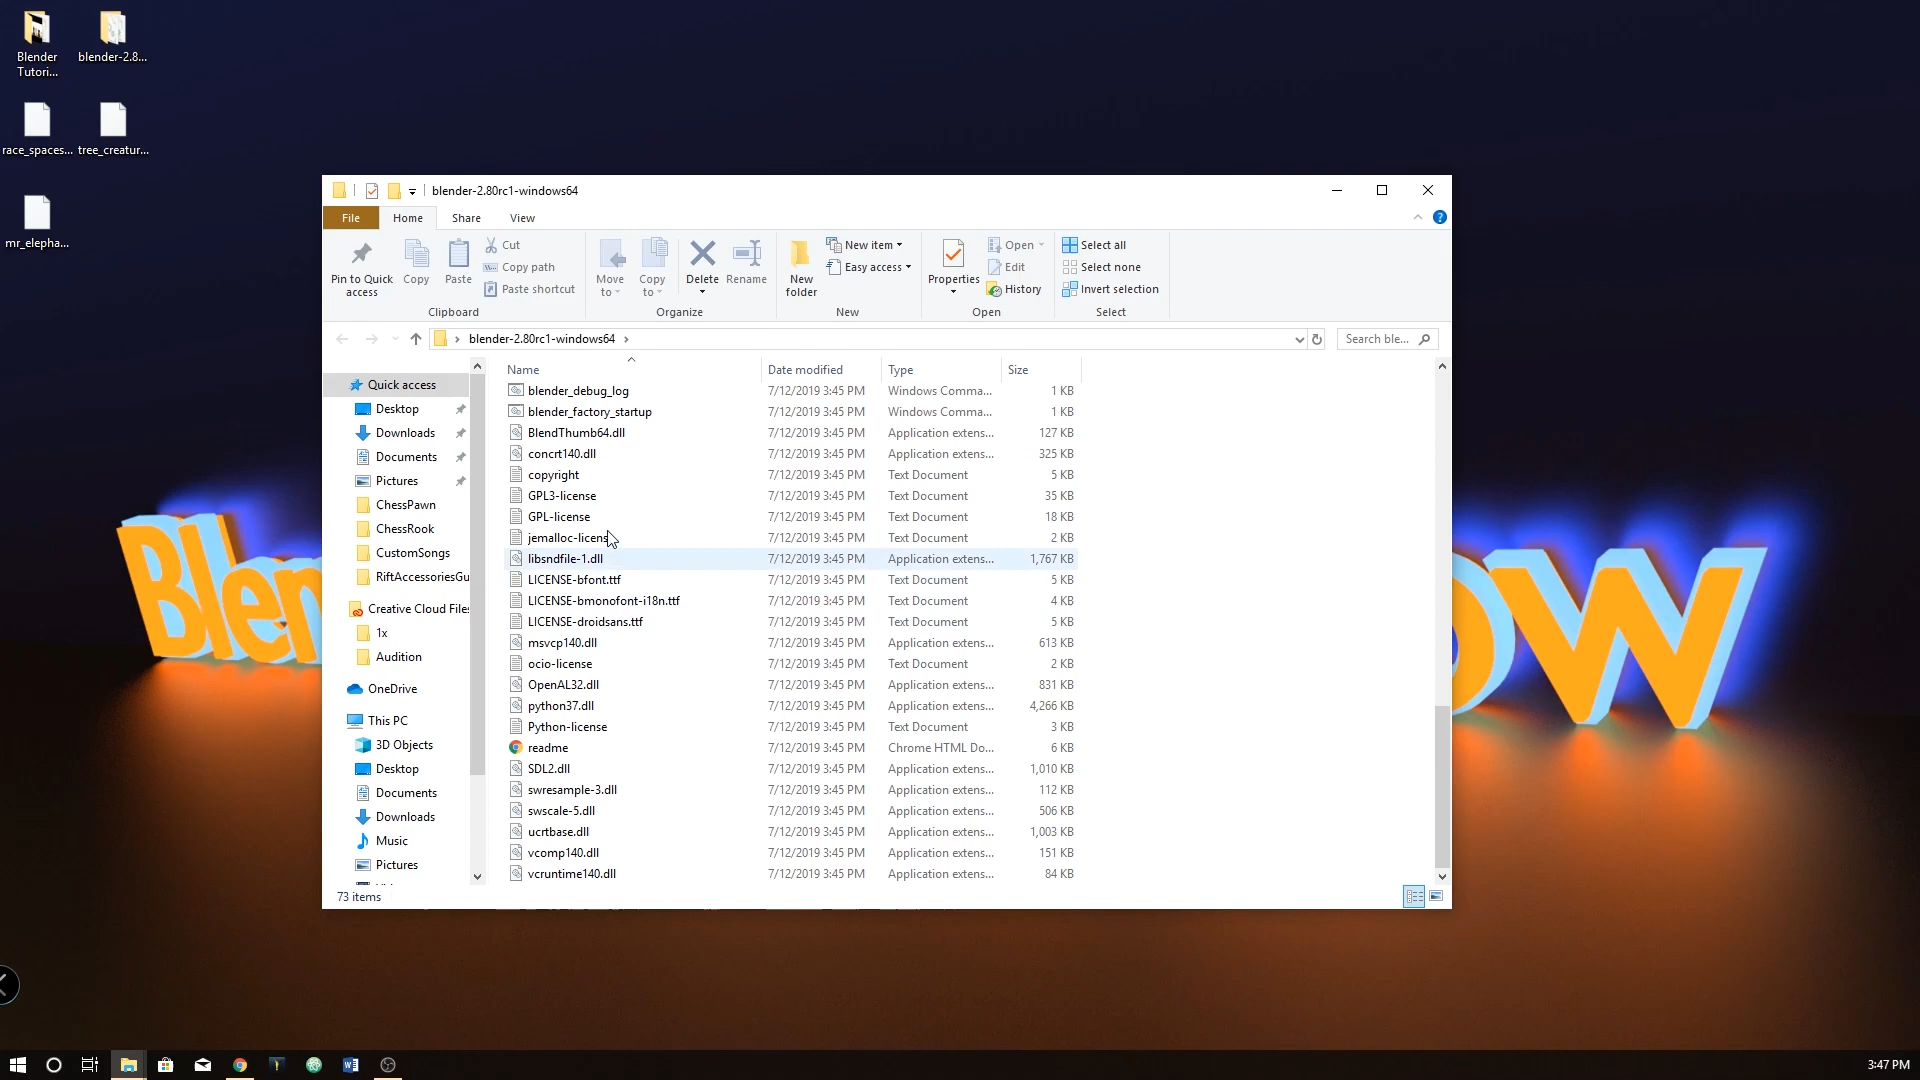 Blender
Tutori...
blender-2.8...
race_spaces...
tree_creatur...
mr_elepha...
blender-2.80rc1-windows64
File
Home
Share
View
Pin to Quick
access
Copy
Paste
Cut
Copy path
Paste shortcut
Clipboard
Move
to
Copy
to
Delete
Rename
Organize
New
folder
New item
Easy access
New
Properties
Open
Edit
History
Open
Select all
Select none
Invert selection
Select
blender-2.80rc1-windows64
Search ble...
Quick access
Desktop
Downloads
Documents
Pictures
ChessPawn
ChessRook
CustomSongs
RiftAccessoriesGu
Creative Cloud Files
1x
Audition
OneDrive
This PC
3D Objects
Desktop
Documents
Downloads
Music
Pictures
Name Date modified Type Size
blender_debug_log 7/12/2019 3:45 PM Windows Comma... 1 KB
blender_factory_startup 7/12/2019 3:45 PM Windows Comma... 1 KB
BlendThumb64.dll 7/12/2019 3:45 PM Application extens... 127 KB
concrt140.dll 7/12/2019 3:45 PM Application extens... 325 KB
copyright 7/12/2019 3:45 PM Text Document 5 KB
GPL3-license 7/12/2019 3:45 PM Text Document 35 KB
GPL-license 7/12/2019 3:45 PM Text Document 18 KB
jemalloc-licens 7/12/2019 3:45 PM Text Document 2 KB
libsndfile-1.dll 7/12/2019 3:45 PM Application extens... 1,767 KB
LICENSE-bfont.ttf 7/12/2019 3:45 PM Text Document 5 KB
LICENSE-bmonofont-i18n.ttf 7/12/2019 3:45 PM Text Document 4 KB
LICENSE-droidsans.ttf 7/12/2019 3:45 PM Text Document 5 KB
msvcp140.dll 7/12/2019 3:45 PM Application extens... 613 KB
ocio-license 7/12/2019 3:45 PM Text Document 2 KB
OpenAL32.dll 7/12/2019 3:45 PM Application extens... 831 KB
python37.dll 7/12/2019 3:45 PM Application extens... 4,266 KB
Python-license 7/12/2019 3:45 PM Text Document 3 KB
readme 7/12/2019 3:45 PM Chrome HTML Do... 6 KB
SDL2.dll 7/12/2019 3:45 PM Application extens... 1,010 KB
swresample-3.dll 7/12/2019 3:45 PM Application extens... 112 KB
swscale-5.dll 7/12/2019 3:45 PM Application extens... 506 KB
ucrtbase.dll 7/12/2019 3:45 PM Application extens... 1,003 KB
vcomp140.dll 7/12/2019 3:45 PM Application extens... 151 KB
vcruntime140.dll 7/12/2019 3:45 PM Application extens... 84 KB
73 items
Blen
ow
3:47 PM